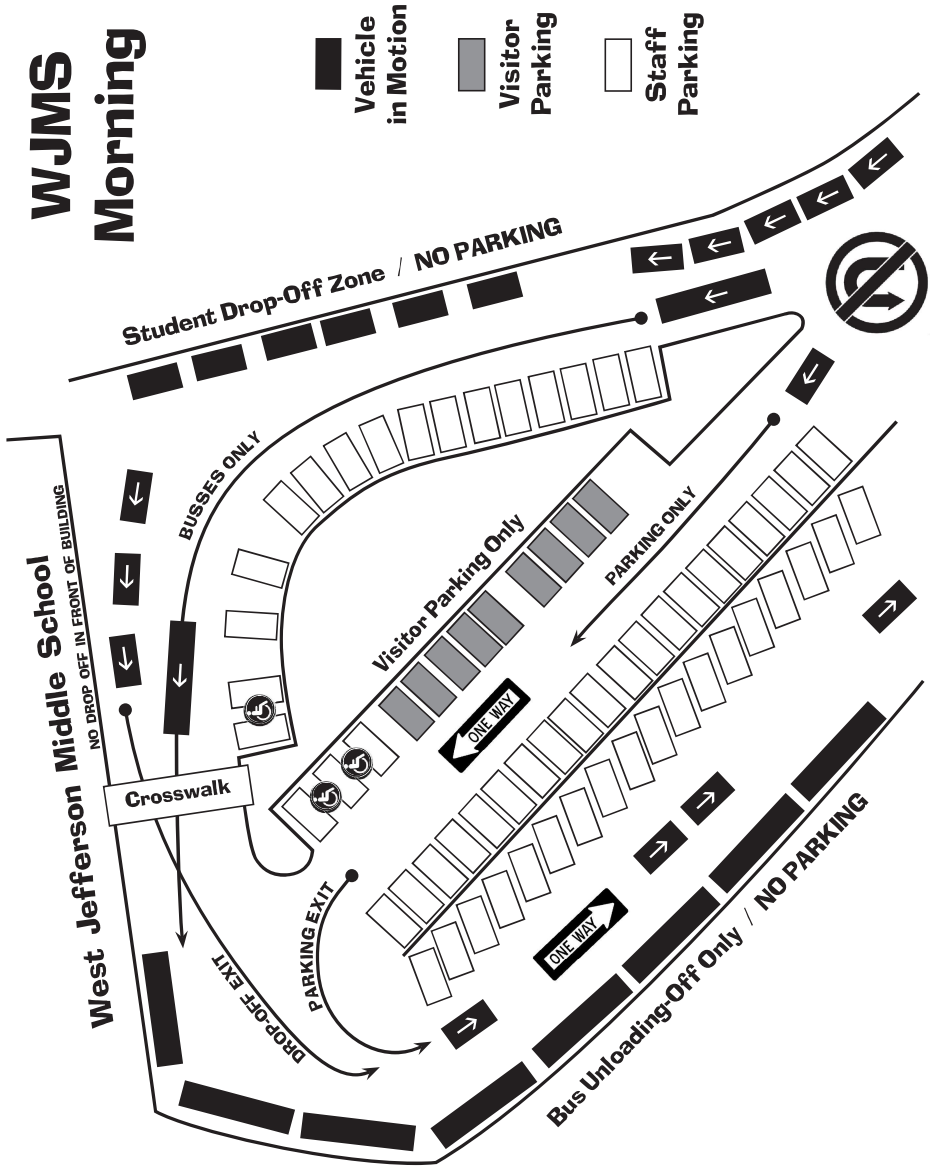 WJMS
Morning
Vehicle
in Motion
Visitor
Parking
Staff
Parking
Student Drop-Off Zone / NO PARKING
BUSSES ONLY
West Jefferson Middle School
NO DROP OFF IN FRONT OF BUILDING
Visitor Parking Only
PARKING ONLY
ONE WAY
Crosswalk
PARKING EXIT
DROP-OFF EXIT
ONE WAY
Bus Unloading-Off Only / NO PARKING